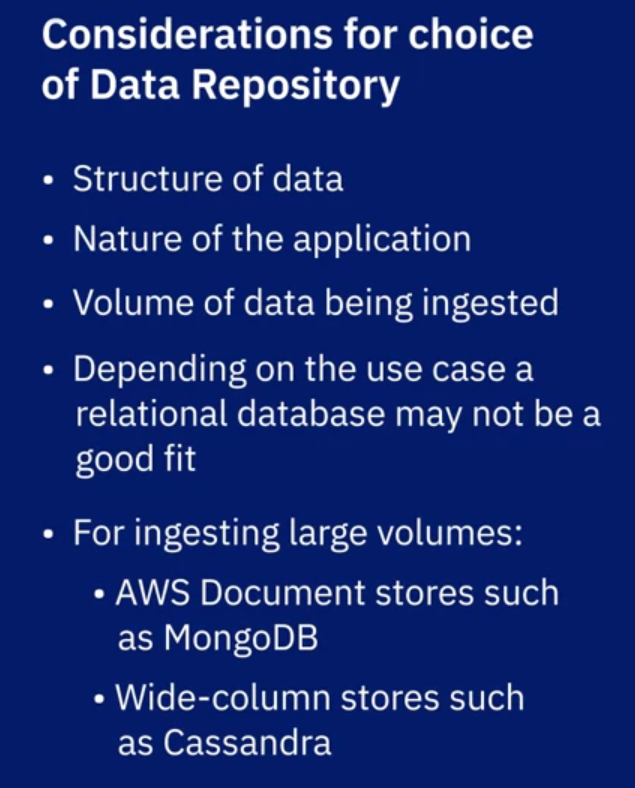 Considerations for choice
of Data Repository
• Structure of data
• Nature of the application
• Volume of data being ingested
• Depending on the use case a
relational database may not be a
good fit
• For ingesting large volumes:
• AWS Document stores such
as MongoDB
• Wide-column stores such
as Cassandra